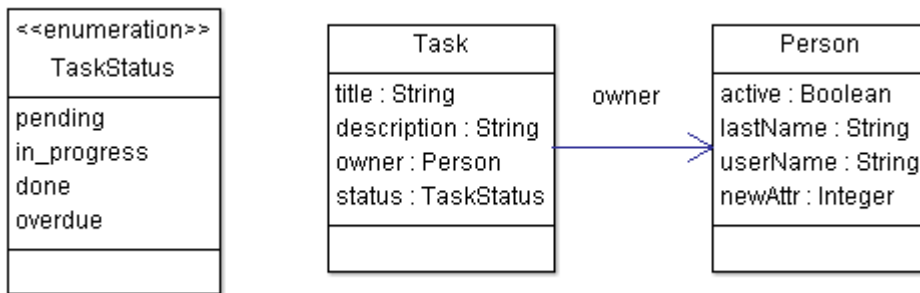 <<enumeration>>
TaskStatus
pending
in_progress
done
overdue
Task
title : String
description : String
owner : Person
status : TaskStatus
owner
Person
active : Boolean
lastName : String
userName : String
newAttr : Integer